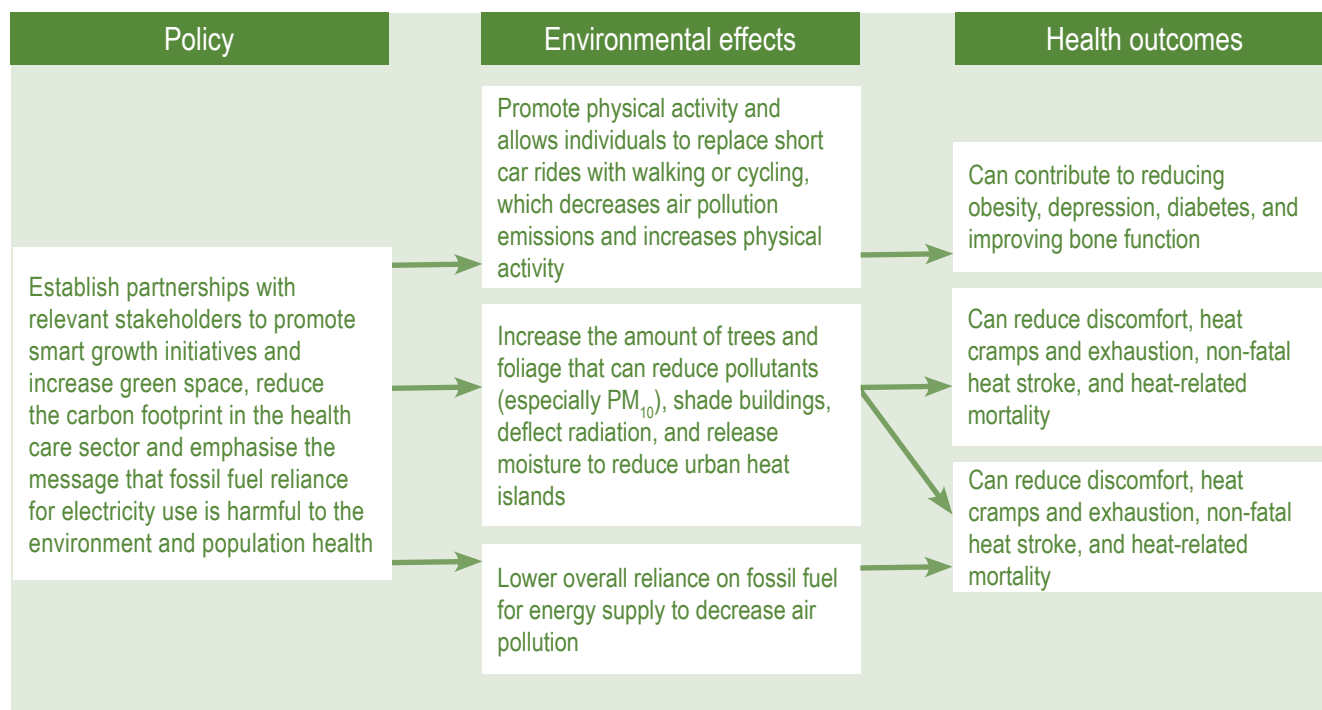 Policy
Environmental effects
Health outcomes
Establish partnerships with
relevant stakeholders to promote
smart growth initiatives and
increase green space, reduce
the carbon footprint in the health
care sector and emphasise the
message that fossil fuel reliance
for electricity use is harmful to the
environment and population health
Promote physical activity and
allows individuals to replace short
car rides with walking or cycling,
which decreases air pollution
emissions and increases physical
activity
Increase the amount of trees and
foliage that can reduce pollutants
(especially PM₁₀), shade buildings,
deflect radiation, and release
moisture to reduce urban heat
islands
Lower overall reliance on fossil fuel
for energy supply to decrease air
pollution
Can contribute to reducing
obesity, depression, diabetes, and
improving bone function
Can reduce discomfort, heat
cramps and exhaustion, non-fatal
heat stroke, and heat-related
mortality
Can reduce discomfort, heat
cramps and exhaustion, non-fatal
heat stroke, and heat-related
mortality